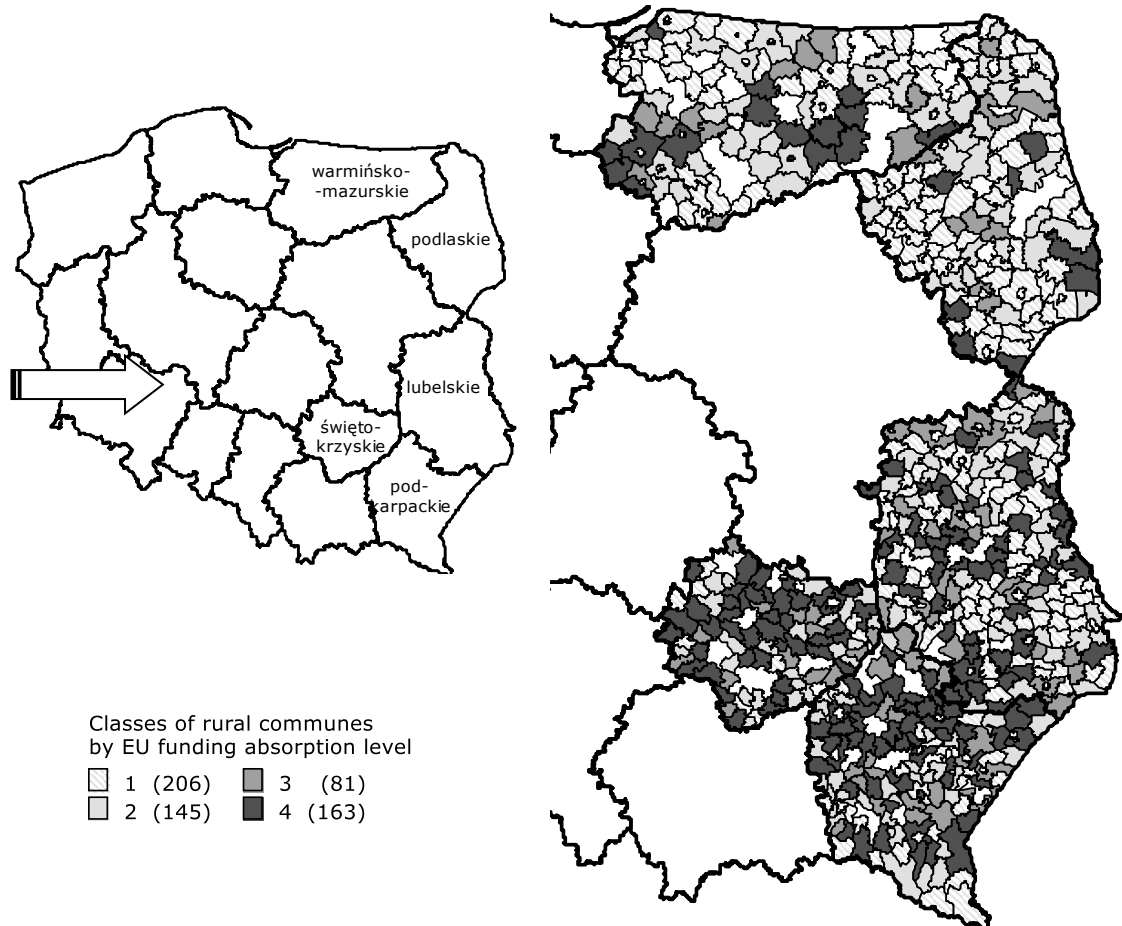 warmińsko-
-mazurskie
podlaskie
lubelskie
święto-
krzyskie
pod-
karpackie
Classes of rural communes
by EU funding absorption level
1 (206) 3 (81)
2 (145) 4 (163)